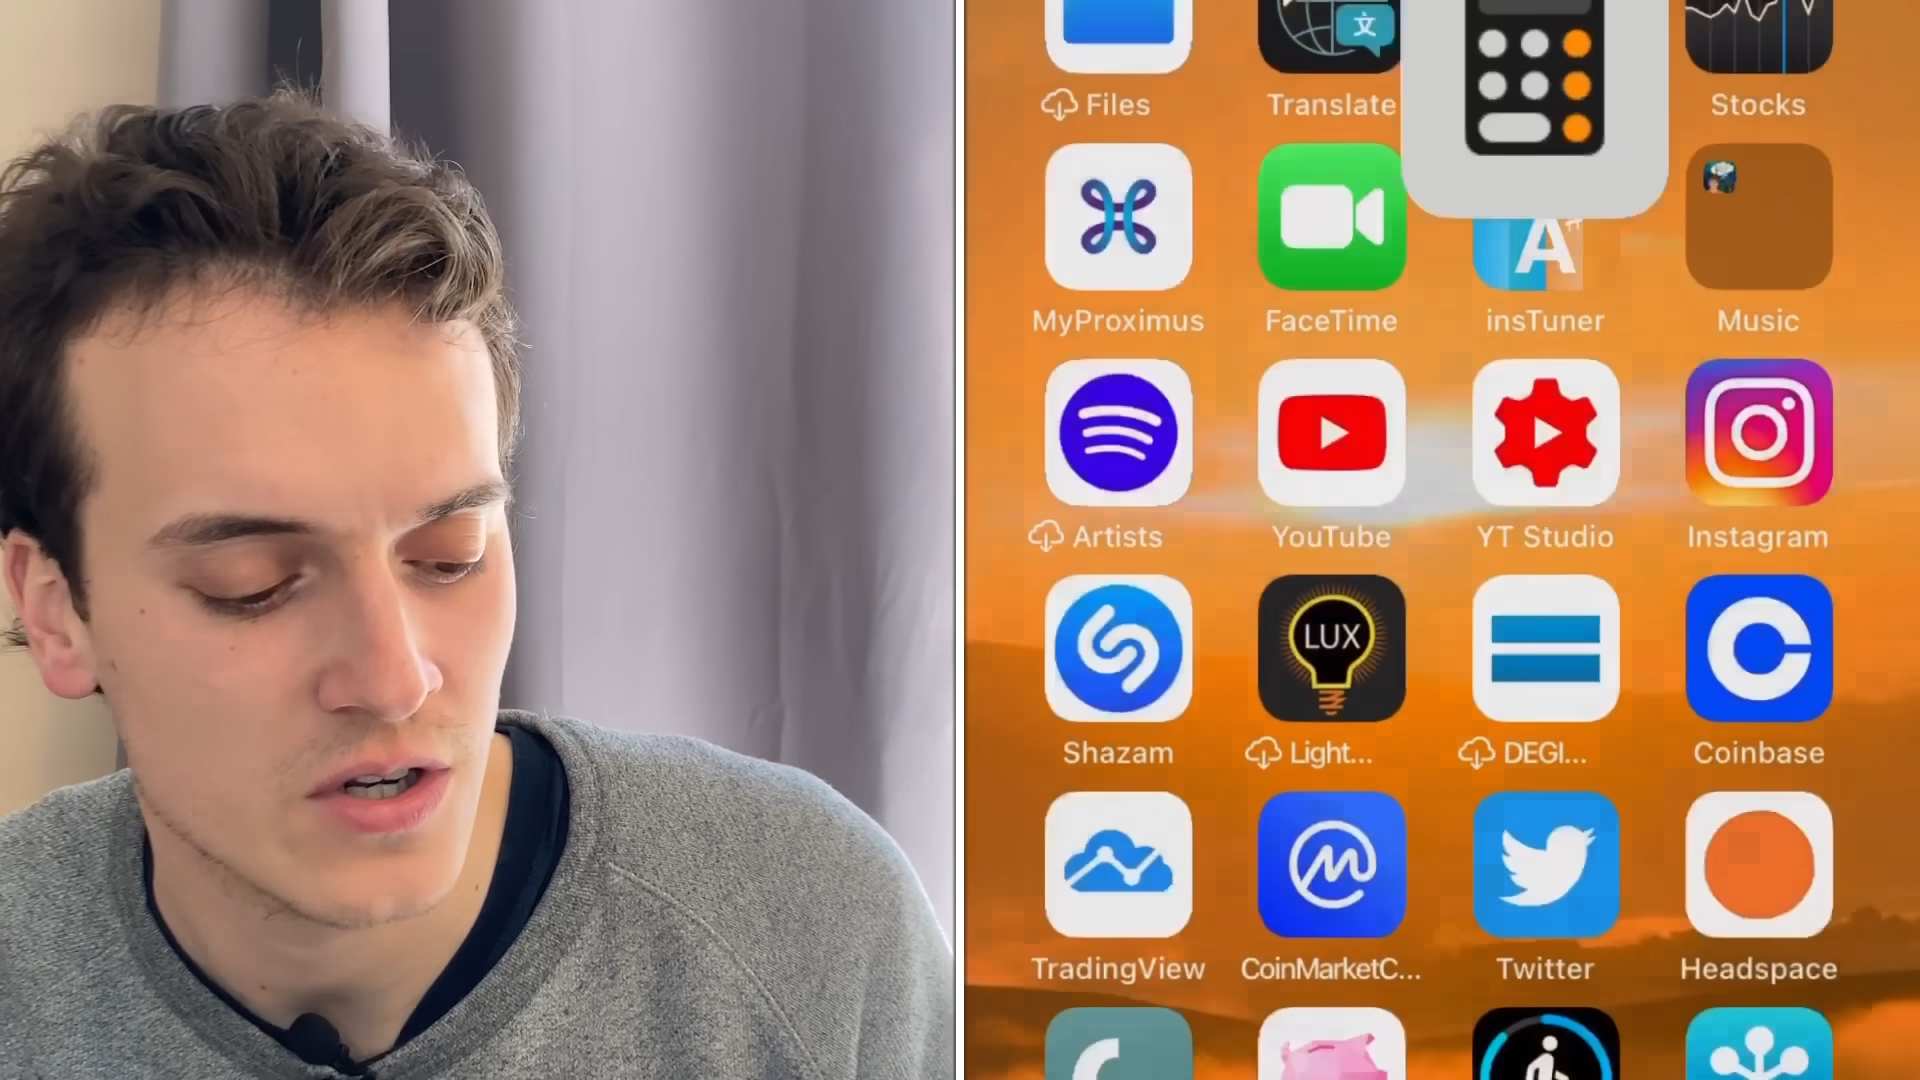 文
Files
Translate
Stocks
A#
MyProximus
FaceTime
insTuner
Music
Artists
YouTube
YT Studio
Instagram
LUX
Shazam
Light...
DEGI...
Coinbase
TradingView
CoinMarketC...
Twitter
Headspace